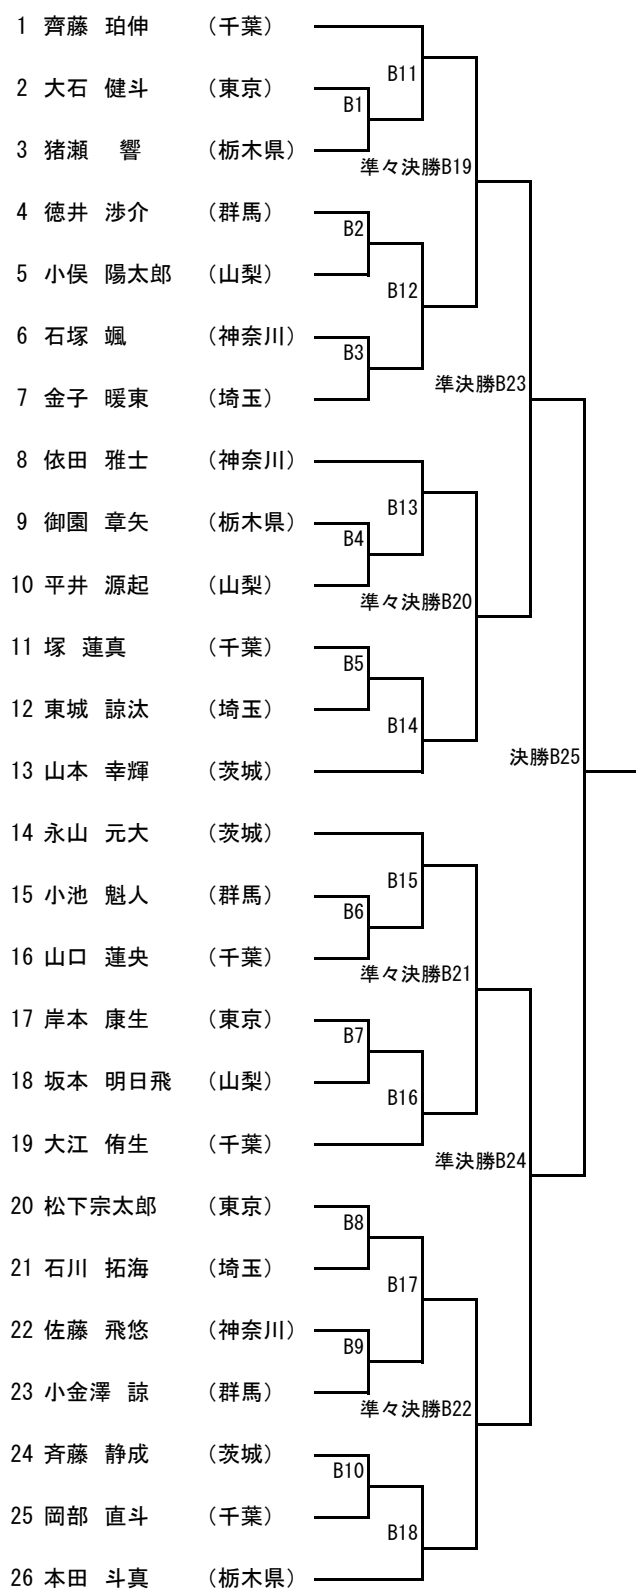 1 齊藤 珀伸 （千葉）
B11
2 大石 健斗 （東京）
B1
3 猪瀬 響 （栃木県）
準々決勝B19
4 徳井 渉介 （群馬）
B2
5 小俣 陽太郎 （山梨）
B12
6 石塚 颯 （神奈川）
B3
準決勝B23
7 金子 暖東 （埼玉）
8 依田 雅士 （神奈川）
B13
9 御園 章矢 （栃木県）
B4
10 平井 源起 （山梨）
準々決勝B20
11 塚 蓮真 （千葉）
B5
12 東城 諒汰 （埼玉）
B14
決勝B25
13 山本 幸輝 （茨城）
14 永山 元大 （茨城）
B15
15 小池 魁人 （群馬）
B6
16 山口 蓮央 （千葉）
準々決勝B21
17 岸本 康生 （東京）
B7
18 坂本 明日飛 （山梨）
B16
19 大江 侑生 （千葉）
準決勝B24
20 松下宗太郎 （東京）
B8
21 石川 拓海 （埼玉）
B17
22 佐藤 飛悠 （神奈川）
B9
23 小金澤 諒 （群馬）
準々決勝B22
24 斉藤 静成 （茨城）
B10
25 岡部 直斗 （千葉）
B18
26 本田 斗真 （栃木県）